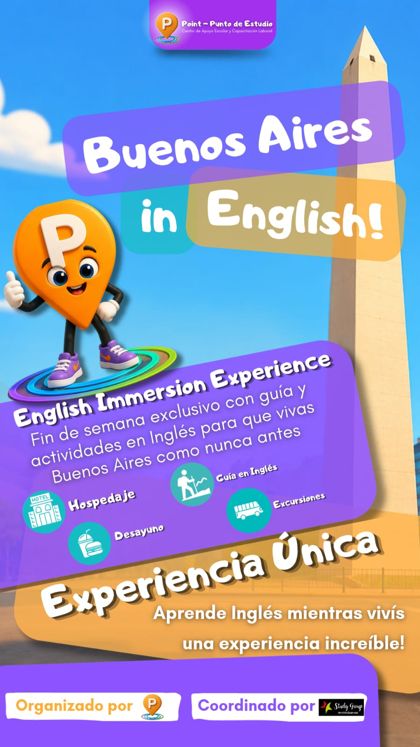 Point - Punto de Estudio
Centro de Apoyo Escolar y Capacitación Laboral
Buenos Aires
in English!
P
English Immersion Experience
Fin de semana exclusivo con guía y
actividades en Inglés para que vivas
Buenos Aires como nunca antes
HOTEL
Hospedaje
Guía en Inglés
Desayuno
Excursiones
Experiencia Única
Aprende Inglés mientras vivís
una experiencia increíble!
Organizado por
Coordinado por
Study Group